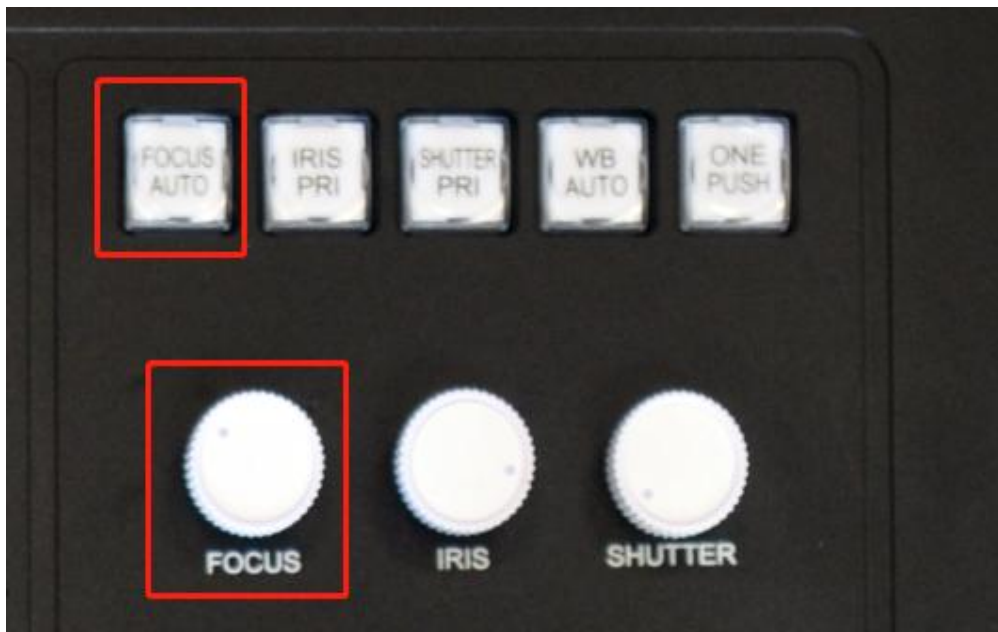 FOCUS AUTO
IRIS PRI
SHUTTER PRI
WB AUTO
ONE PUSH
FOCUS
IRIS
SHUTTER